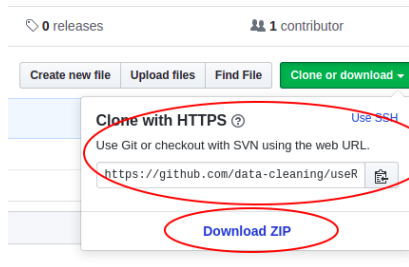 0 releases
1 contributor
Create new file
Upload files
Find File
Clone or download
Clone with HTTPS ?
Use SSH
Use Git or checkout with SVN using the web URL.
https://github.com/data-cleaning/useR
Download ZIP